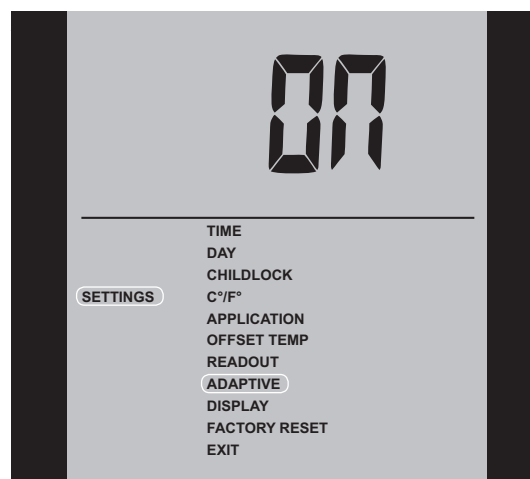 ON
TIME
DAY
CHILDLOCK
SETTINGS C°/F°
APPLICATION
OFFSET TEMP
READOUT
ADAPTIVE
DISPLAY
FACTORY RESET
EXIT